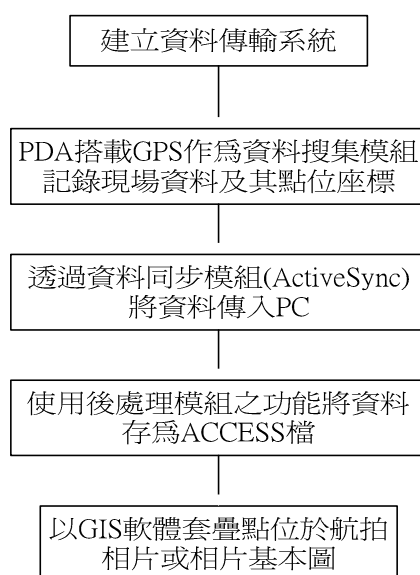 建立資料傳輸系統
PDA搭載GPS作為資料搜集模組
記錄現場資料及其點位座標
透過資料同步模組(ActiveSync)
將資料傳入PC
使用後處理模組之功能將資料
存為ACCESS檔
以GIS軟體套疊點位於航拍
相片或相片基本圖